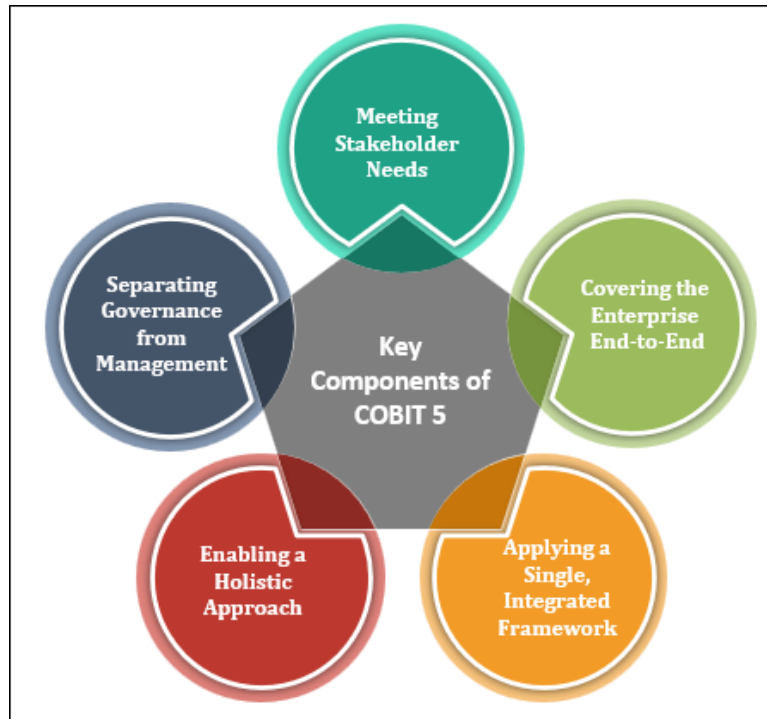 Meeting
Stakeholder
Needs
Covering the
Enterprise
End-to-End
Applying a
Single,
Integrated
Framework
Enabling a
Holistic
Approach
Separating
Governance
from
Management
Key
Components of
COBIT 5